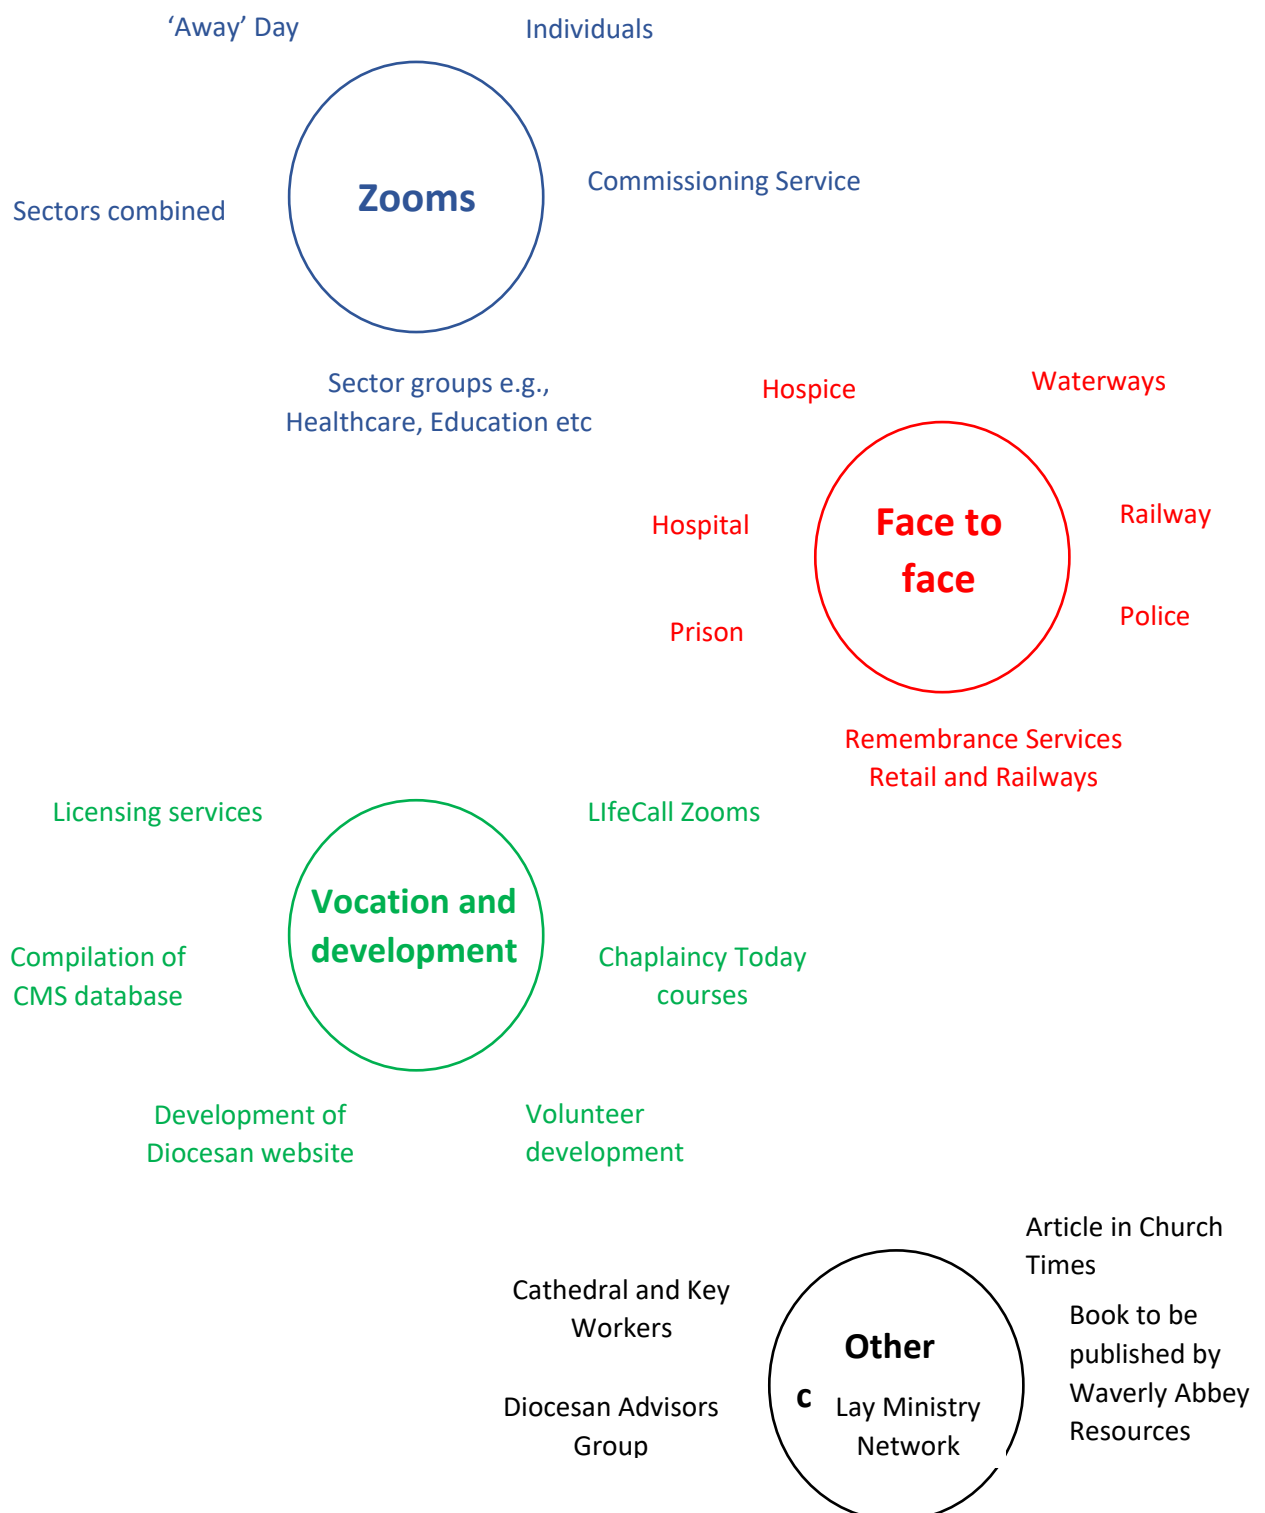 ‘Away’ Day
Individuals
Zooms
Commissioning Service
Sectors combined
Sector groups e.g.,
Healthcare, Education etc
Hospice
Waterways
Face to
face
Hospital
Railway
Prison
Police
Remembrance Services
Retail and Railways
Licensing services
LIfeCall Zooms
Vocation and
development
Compilation of
CMS database
Chaplaincy Today
courses
Development of
Diocesan website
Volunteer
development
Article in Church
Times
Cathedral and Key
Workers
Other
c
Book to be
published by
Waverly Abbey
Resources
Diocesan Advisors
Group
Lay Ministry
Network